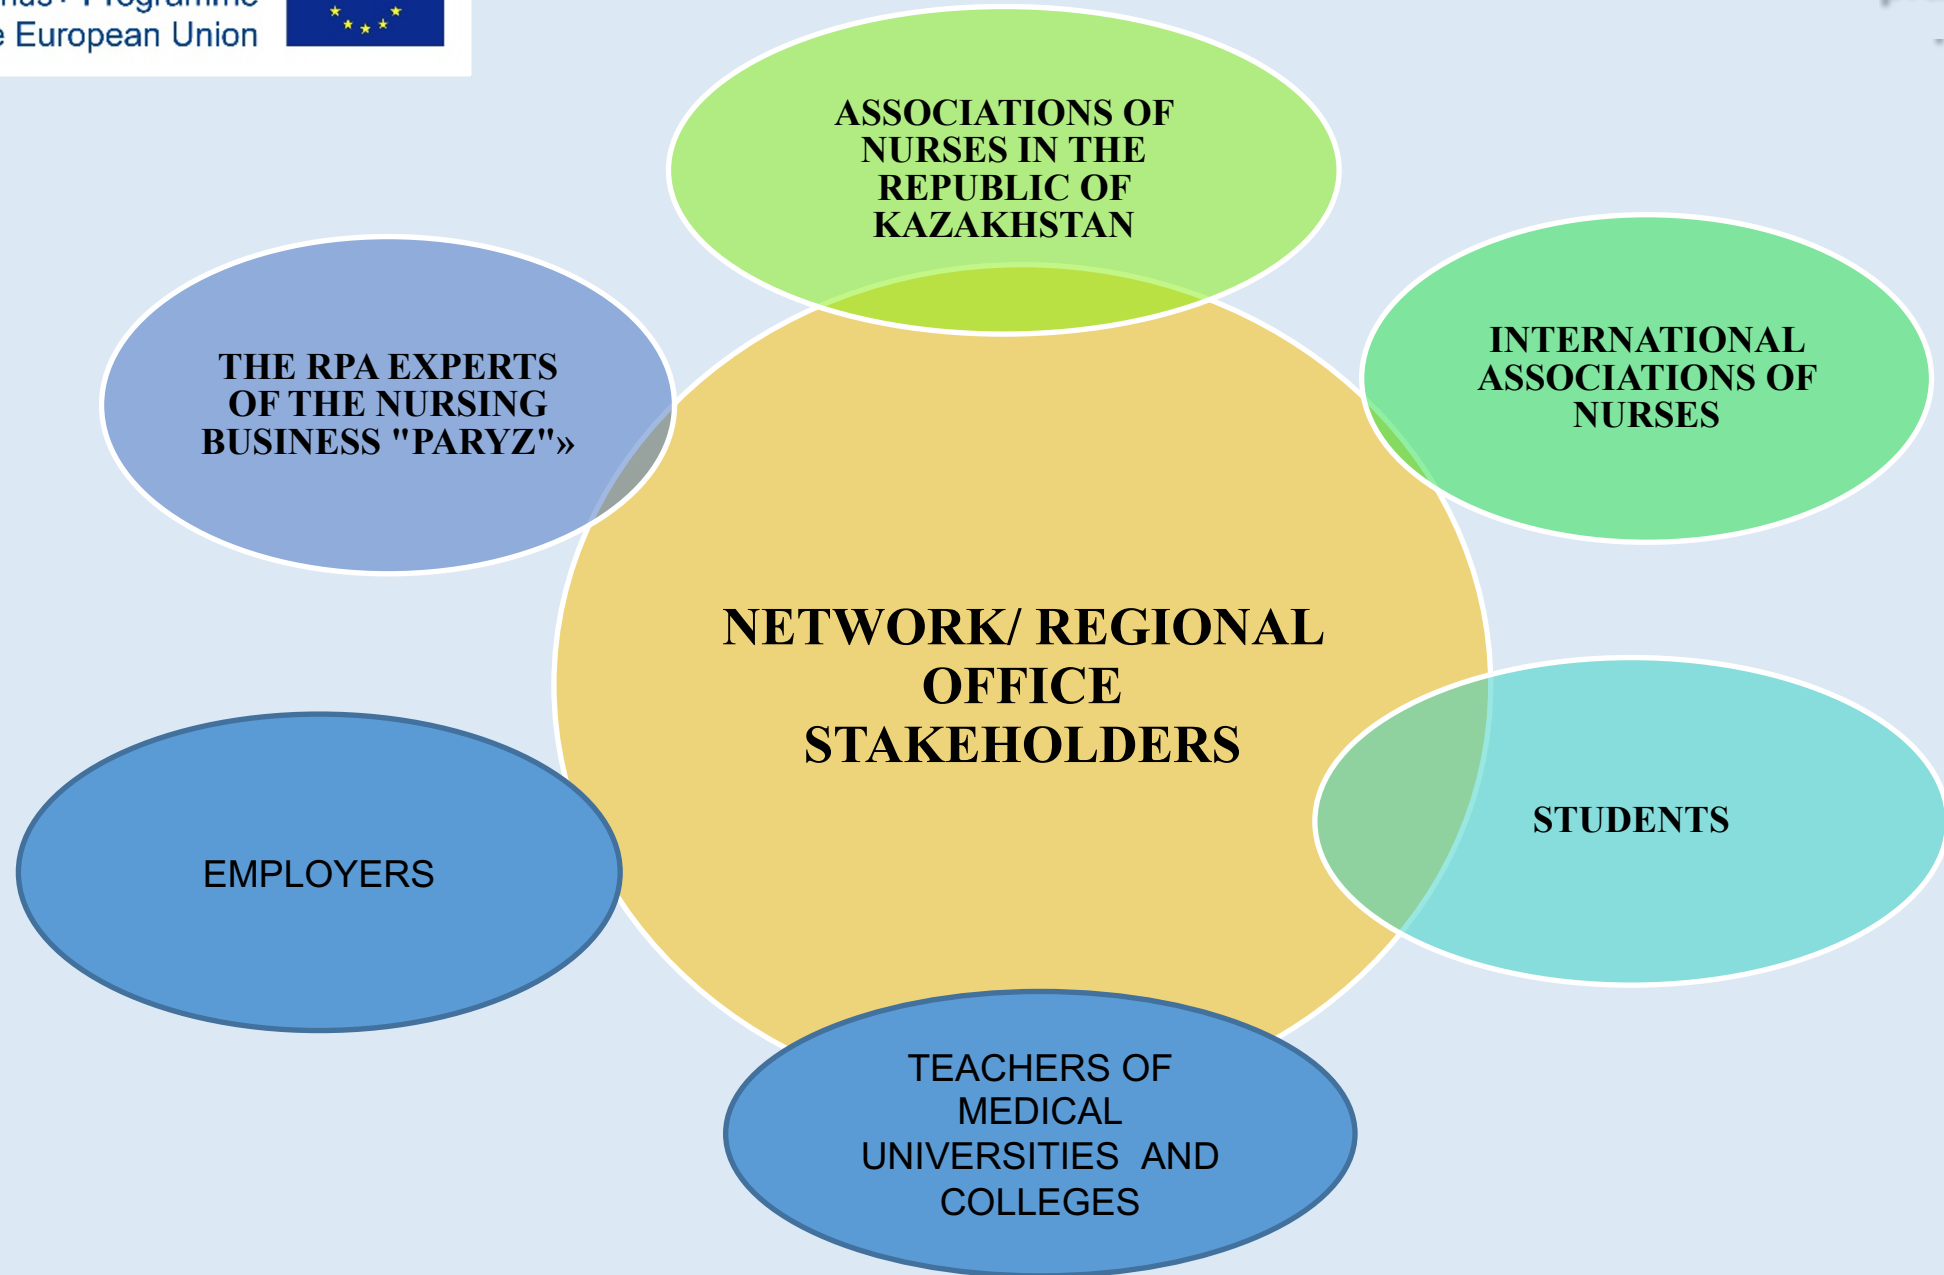 Programme
European Union
ASSOCIATIONS OF
NURSES IN THE
REPUBLIC OF
KAZAKHSTAN
THE RPA EXPERTS
OF THE NURSING
BUSINESS "PARYZ"»
INTERNATIONAL
ASSOCIATIONS OF
NURSES
NETWORK/ REGIONAL
OFFICE
STAKEHOLDERS
STUDENTS
EMPLOYERS
TEACHERS OF
MEDICAL
UNIVERSITIES AND
COLLEGES